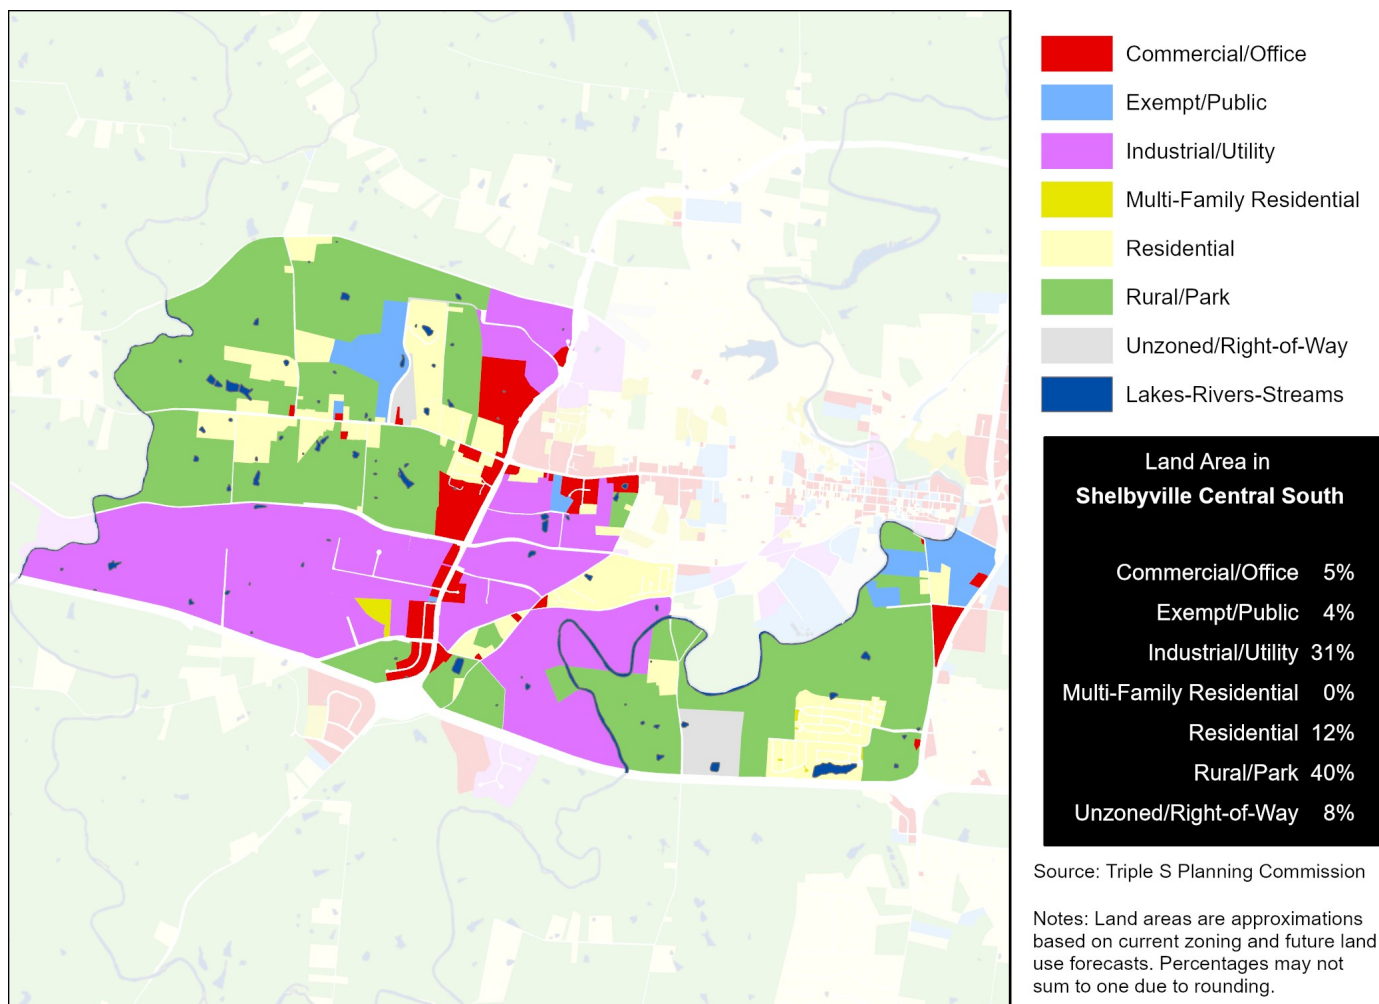 Commercial/Office
Exempt/Public
Industrial/Utility
Multi-Family Residential
Residential
Rural/Park
Unzoned/Right-of-Way
Lakes-Rivers-Streams
Land Area in
Shelbyville Central South
Commercial/Office 5%
Exempt/Public 4%
Industrial/Utility 31%
Multi-Family Residential 0%
Residential 12%
Rural/Park 40%
Unzoned/Right-of-Way 8%
Source: Triple S Planning Commission
Notes: Land areas are approximations
based on current zoning and future land
use forecasts. Percentages may not
sum to one due to rounding.